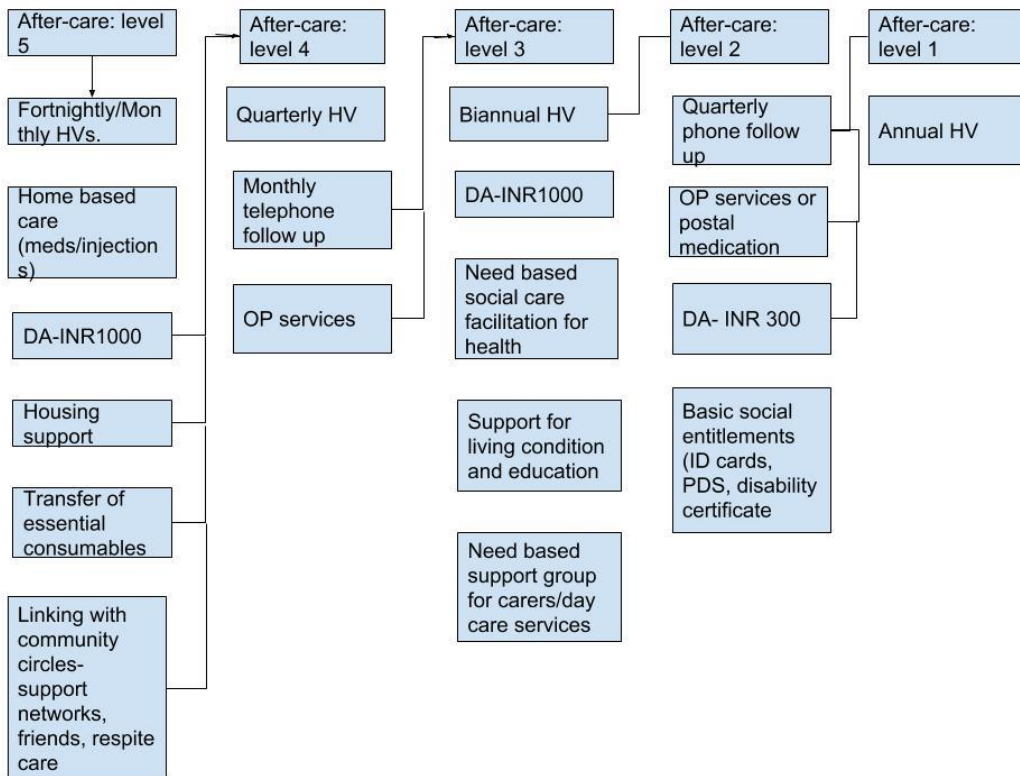 After-care: level
5
Fortnightly/Mon
thly HVs.
Home based
care
(meds/injection
s)
DA-INR1000
Housing
support
Transfer of
essential
consumables
Linking with
community
circles-
support
networks,
friends, respite
care
After-care:
level 4
Quarterly HV
Monthly
telephone
follow up
OP services
After-care:
level 3
Biannual HV
DA-INR1000
Need based
social care
facilitation for
health
Support for
living condition
and education
Need based
support group
for carers/day
care services
After-care:
level 2
Quarterly
phone follow
up
OP services or
postal
medication
DA- INR 300
Basic social
entitlements
(ID cards,
PDS, disability
certificate
After-care:
level 1
Annual HV